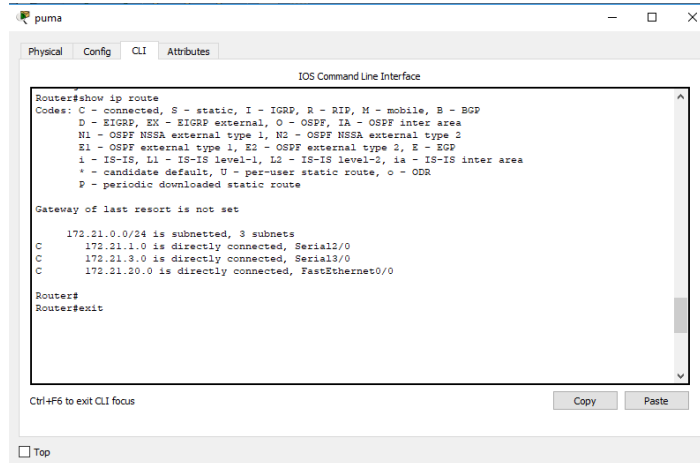 puma
Physical Config CLI Attributes
IOS Command Line Interface
Router#show ip route
Codes: C - connected, S - static, I - IGRP, R - RIP, M - mobile, B - BGP
D - EIGRP, EX - EIGRP external, O - OSPF, IA - OSPF inter area
N1 - OSPF NSSA external type 1, N2 - OSPF NSSA external type 2
E1 - OSPF external type 1, E2 - OSPF external type 2, E - EGP
i - IS-IS, L1 - IS-IS level-1, L2 - IS-IS level-2, ia - IS-IS inter area
* - candidate default, U - per-user static route, o - ODR
P - periodic downloaded static route
Gateway of last resort is not set
172.21.0.0/24 is subnetted, 3 subnets
C 172.21.1.0 is directly connected, Serial2/0
C 172.21.3.0 is directly connected, Serial3/0
C 172.21.20.0 is directly connected, FastEthernet0/0
Router#
Router#exit
Ctrl+F6 to exit CLI focus
Copy Paste
Top